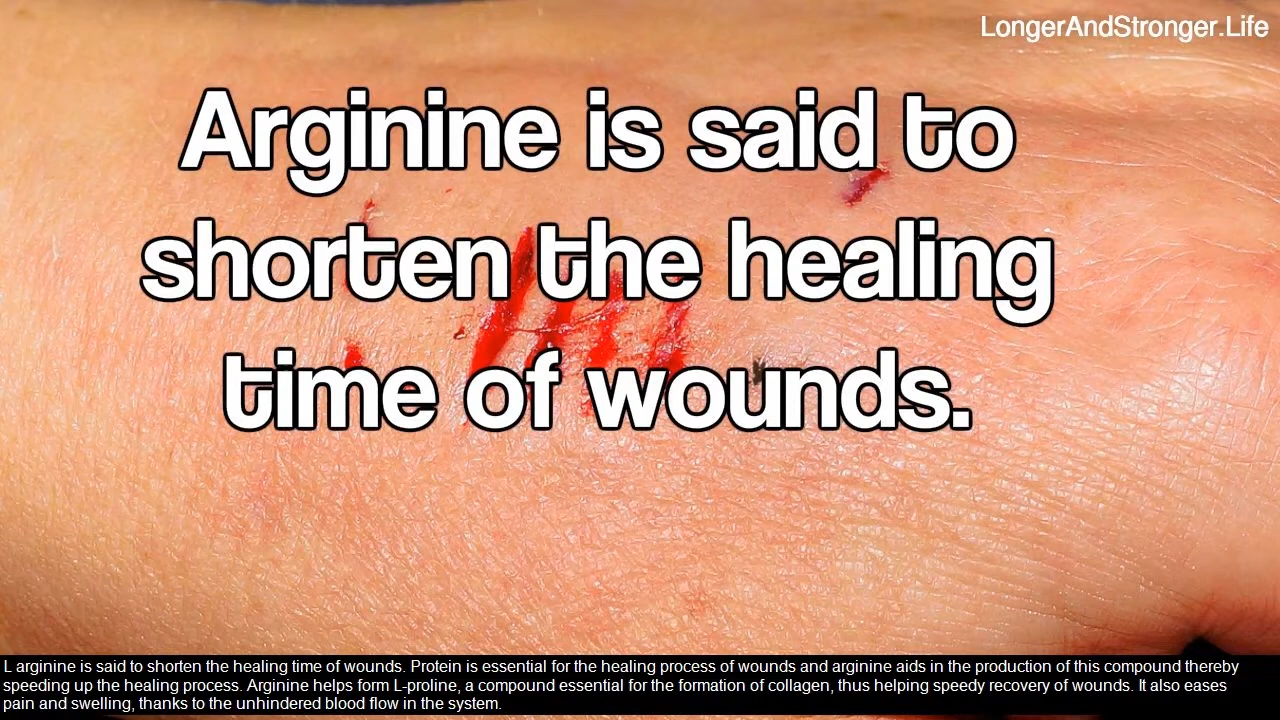 LongerAndStronger.Life
Arginine is said to
shorten the healing
time of wounds.
L arginine is said to shorten the healing time of wounds. Protein is essential for the healing process of wounds and arginine aids in the production of this compound thereby
speeding up the healing process. Arginine helps form L-proline, a compound essential for the formation of collagen, thus helping speedy recovery of wounds. It also eases
pain and swelling, thanks to the unhindered blood flow in the system.